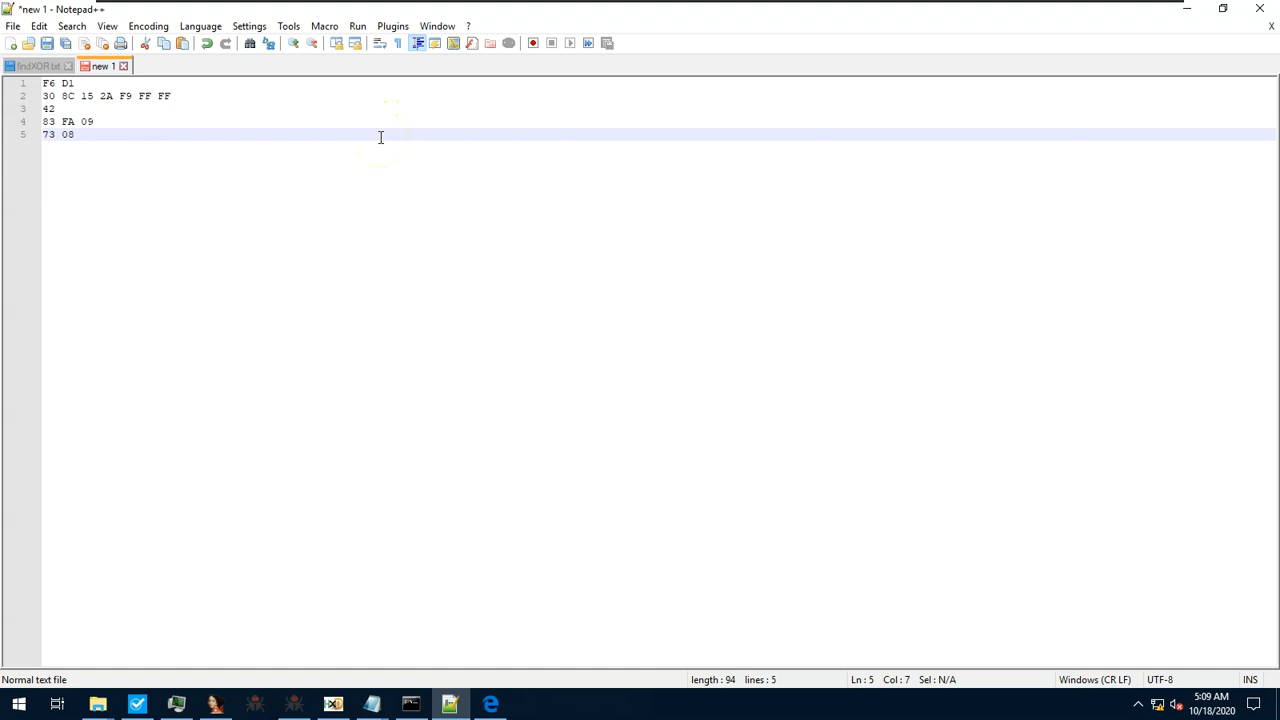 *new 1 - Notepad++
File Edit Search View Encoding Language Settings Tools Macro Run Plugins Window ? X
findXOR.txt new 1
1 F6 D1
2 30 8C 15 2A F9 FF FF
3 42
4 83 FA 09
5 73 08
Normal text file length : 94 lines : 5 Ln : 5 Col : 7 Sel : N/A Windows (CR LF) UTF-8 INS
5:09 AM
10/18/2020